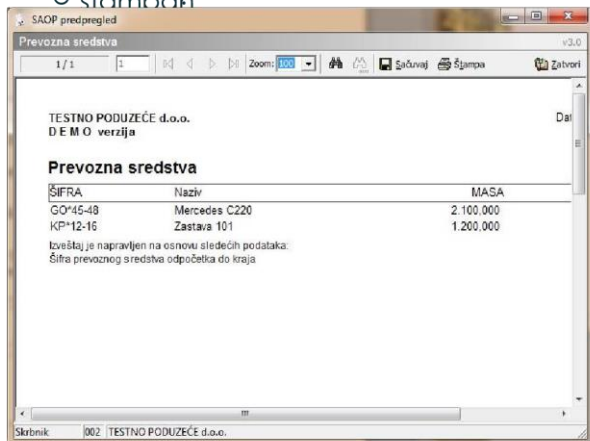 štampati
SAOP predpregled
Prevozna sredstva v3.0
1/1 1 Zoom: 100 Sačuvaj Štampa Zatvori
TESTNO PODUZEĆE d.o.o. Dat
D E M O verzija
Prevozna sredstva
ŠIFRA Naziv MASA
GO*45-48 Mercedes C220 2.100,000
KP*12-16 Zastava 101 1.200,000
Izveštaj je napravljen na osnovu sledećih podataka:
Šifra prevoznog sredstva odpočetka do kraja
Skrbnik 002 TESTNO PODUZEĆE d.o.o.